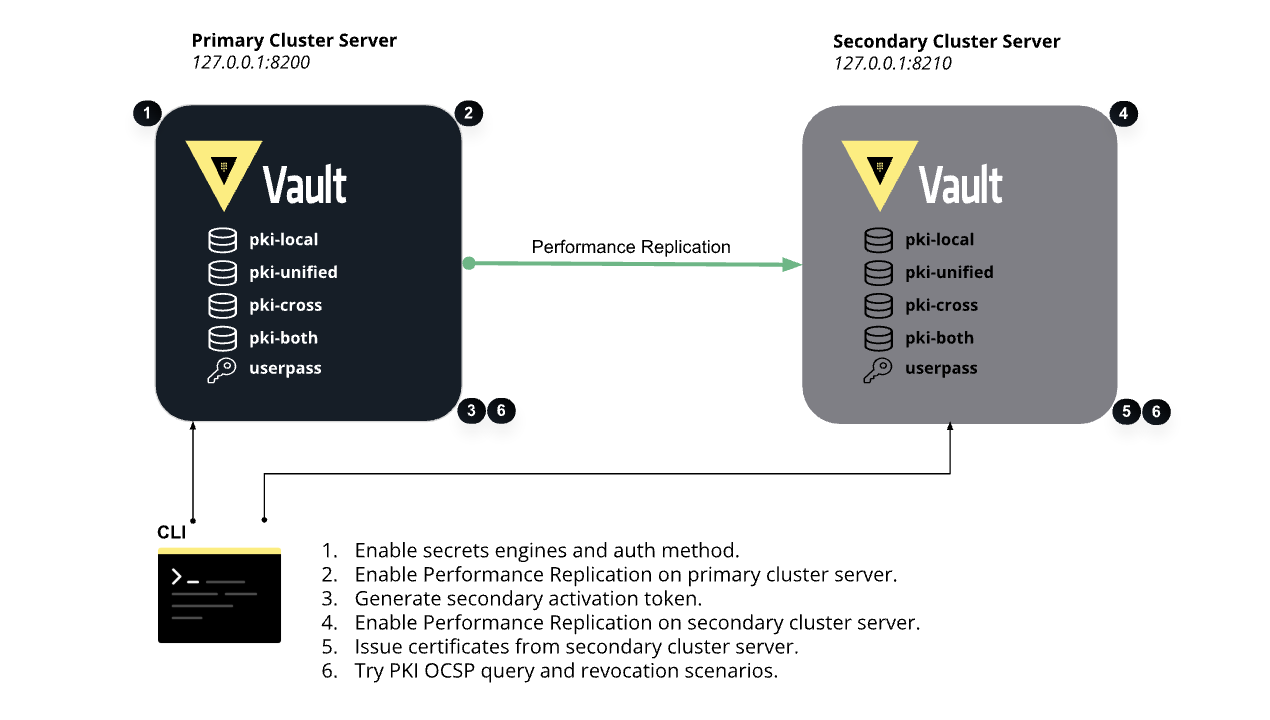 Primary Cluster Server
127.0.0.1:8200
1
2
Vault
pki-local
pki-unified
pki-cross
pki-both
userpass
3 6
Performance Replication
Secondary Cluster Server
127.0.0.1:8210
4
Vault
pki-local
pki-unified
pki-cross
pki-both
userpass
5 6
CLI
1. Enable secrets engines and auth method.
2. Enable Performance Replication on primary cluster server.
3. Generate secondary activation token.
4. Enable Performance Replication on secondary cluster server.
5. Issue certificates from secondary cluster server.
6. Try PKI OCSP query and revocation scenarios.